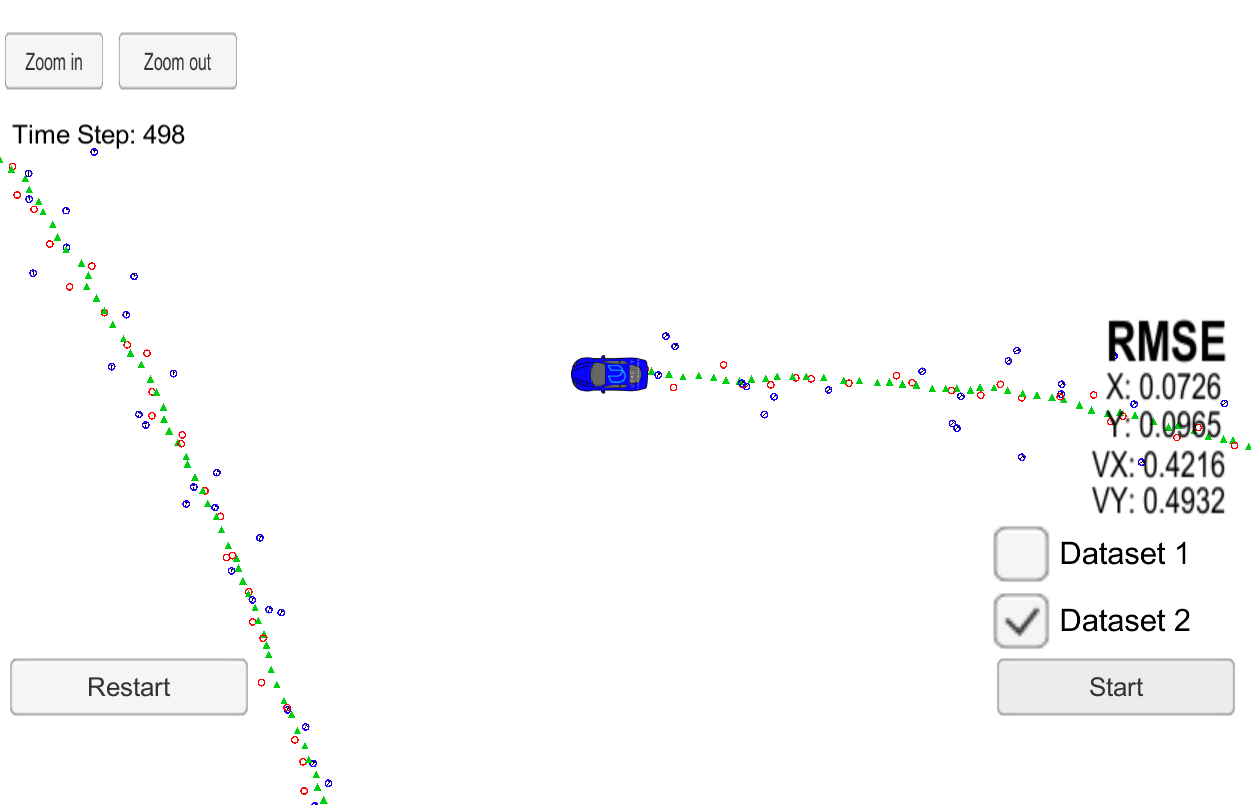 Zoom in
Zoom out
Time Step: 498
RMSE
X: 0.0726
Y: 0.0965
VX: 0.4216
VY: 0.4932
Dataset 1
Dataset 2
Restart
Start